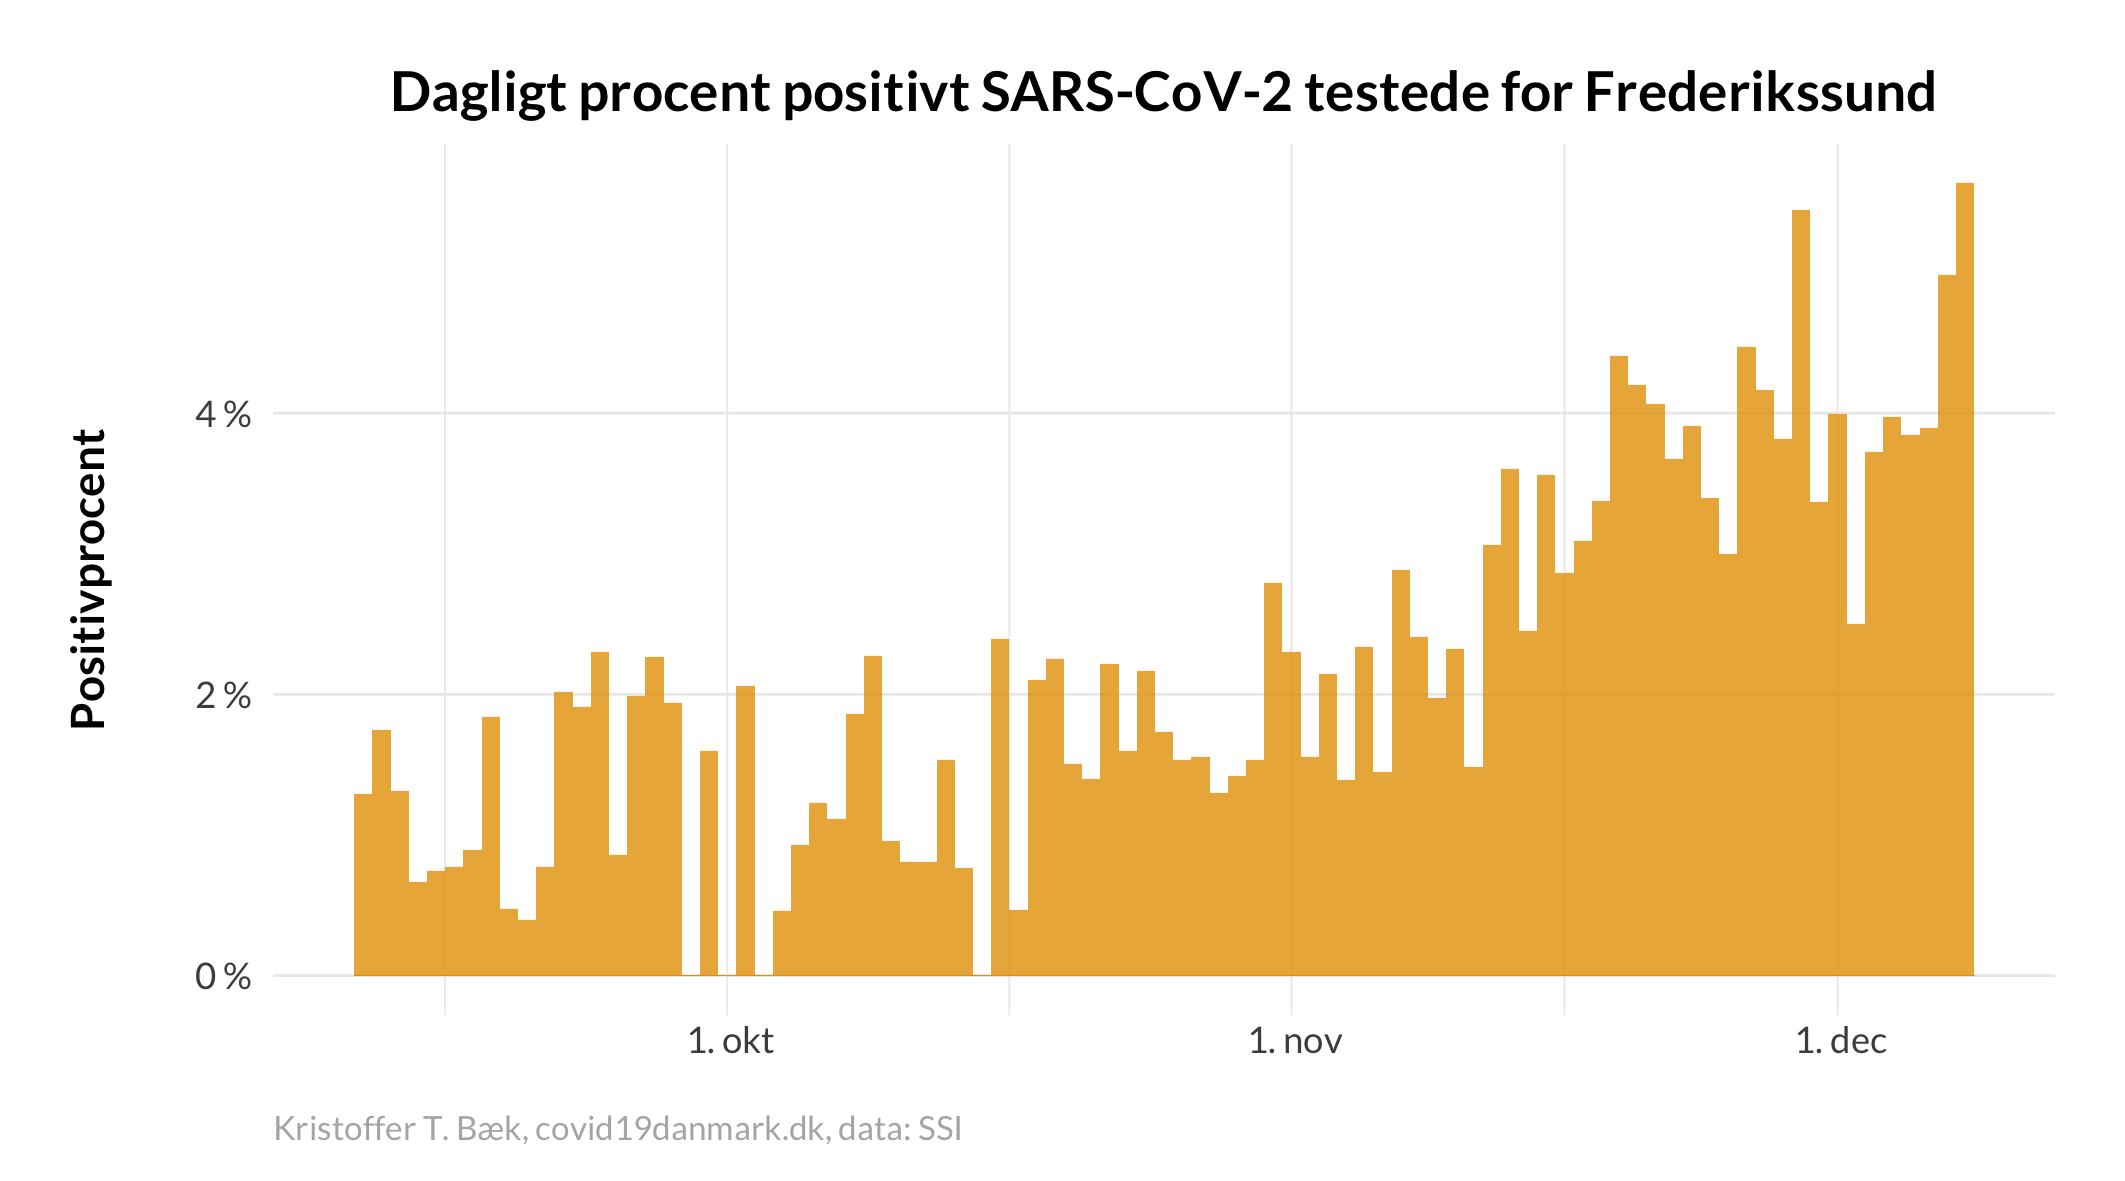 Dagligt procent positivt SARS-CoV-2 testede for Frederikssund
Positivprocent
4 %
2 %
0 %
1. okt
1. nov
1. dec
Kristoffer T. Bæk, covid19danmark.dk, data: SSI